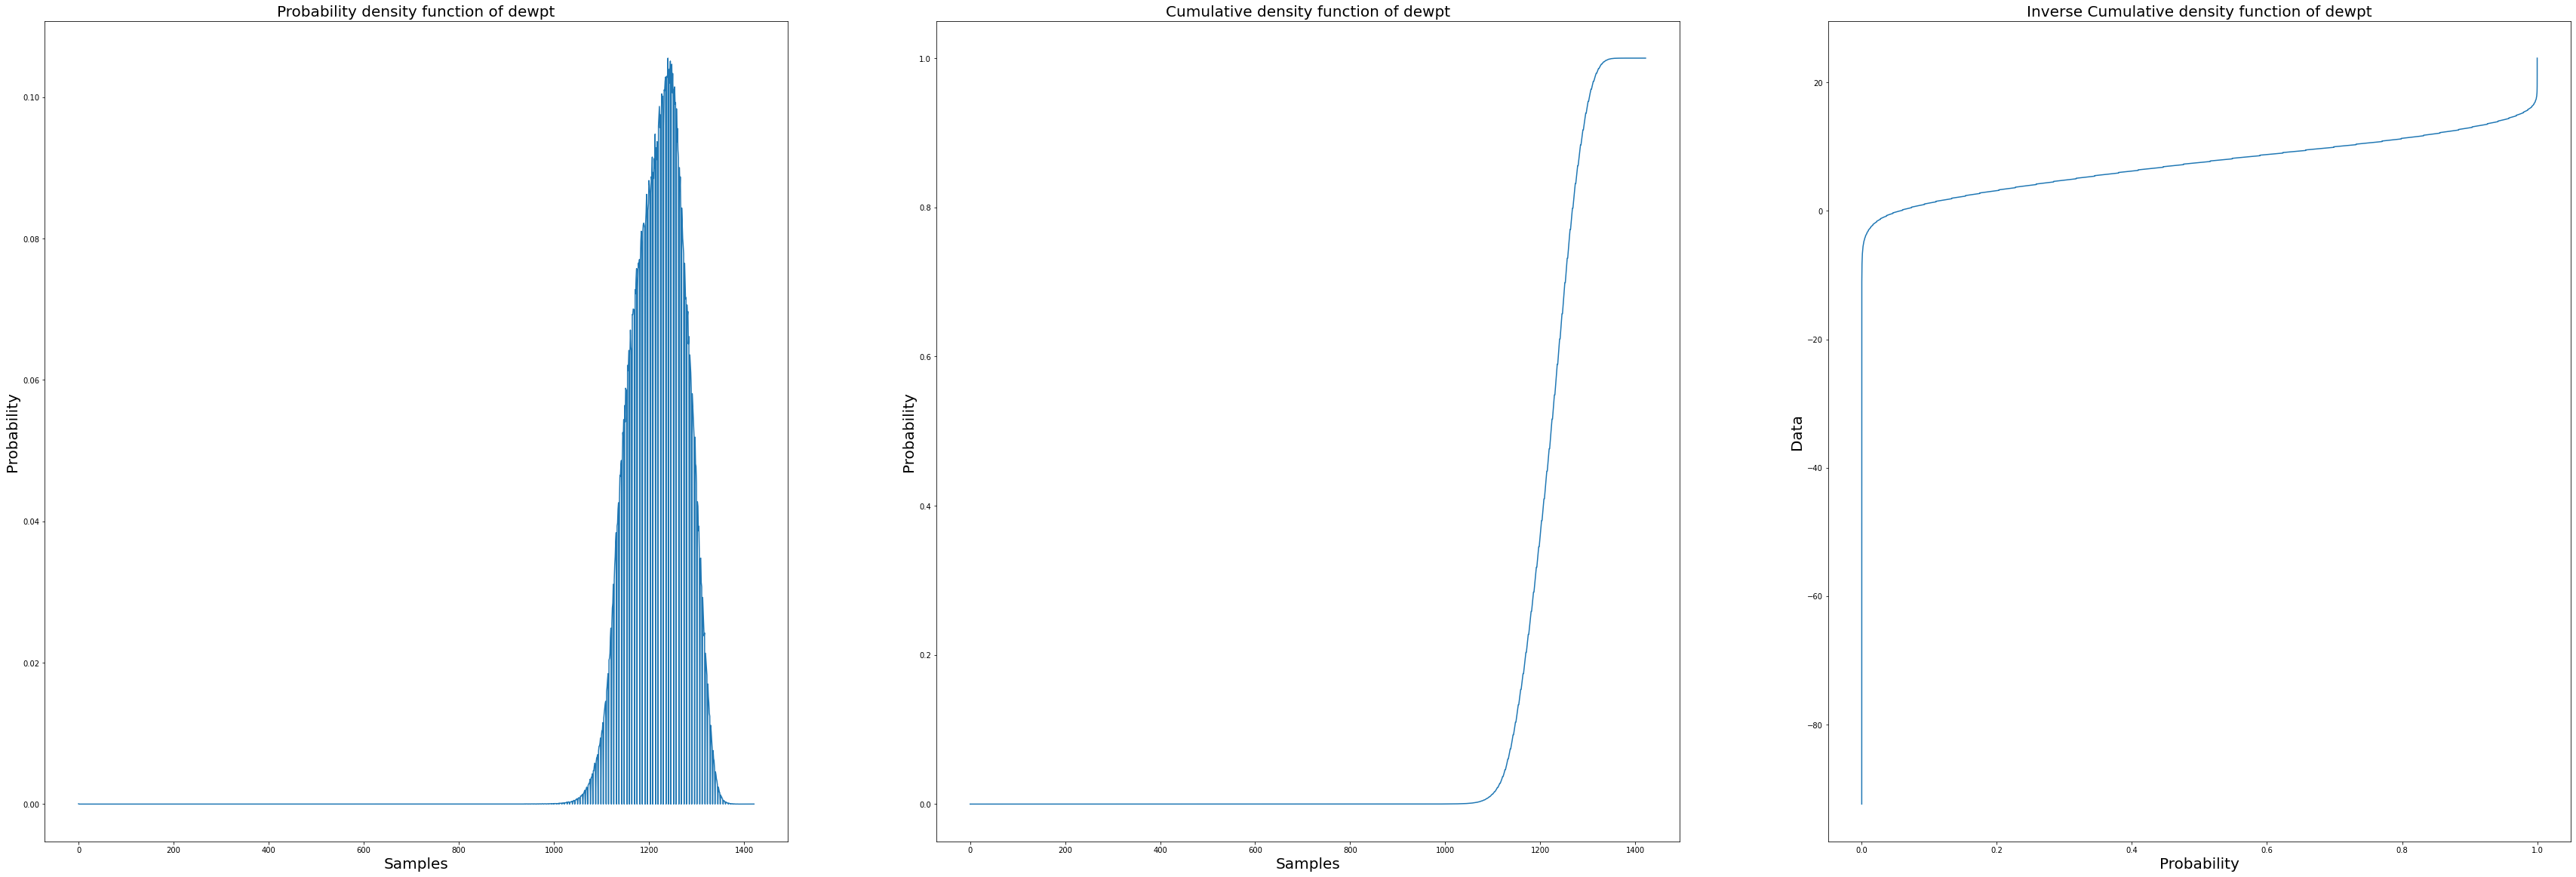 Probability density function of dewpt
Probability
0.10
0.08
0.06
0.04
0.02
0.00
0 200 400 600 800 1000 1200 1400
Samples
Cumulative density function of dewpt
Probability
1.0
0.8
0.6
0.4
0.2
0.0
0 200 400 600 800 1000 1200 1400
Samples
Inverse Cumulative density function of dewpt
Data
20
0
−20
−40
−60
−80
0.0 0.2 0.4 0.6 0.8 1.0
Probability